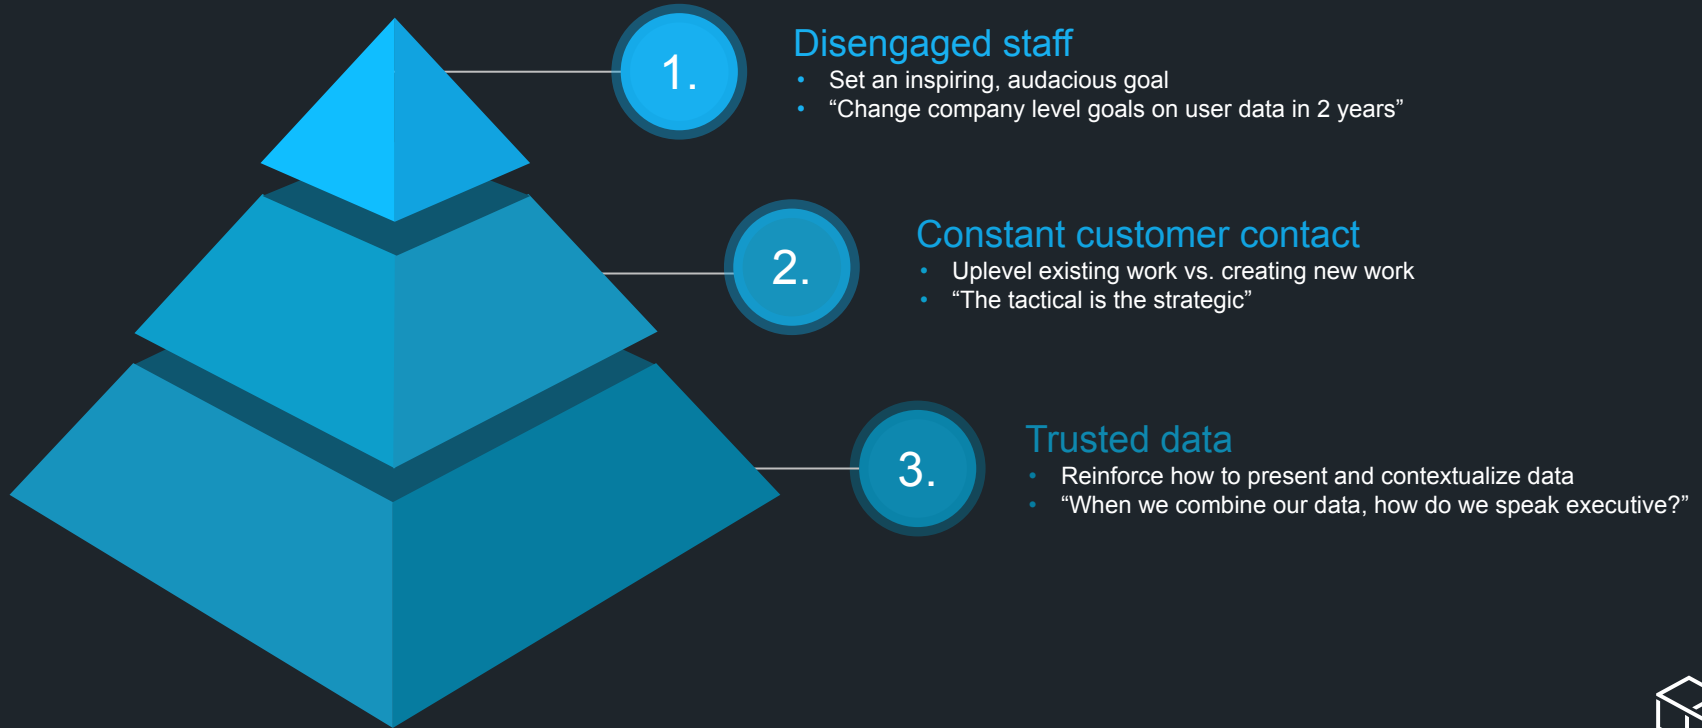 1.
Disengaged staff
• Set an inspiring, audacious goal
• “Change company level goals on user data in 2 years”
2.
Constant customer contact
• Uplevel existing work vs. creating new work
• “The tactical is the strategic”
3.
Trusted data
• Reinforce how to present and contextualize data
• “When we combine our data, how do we speak executive?”